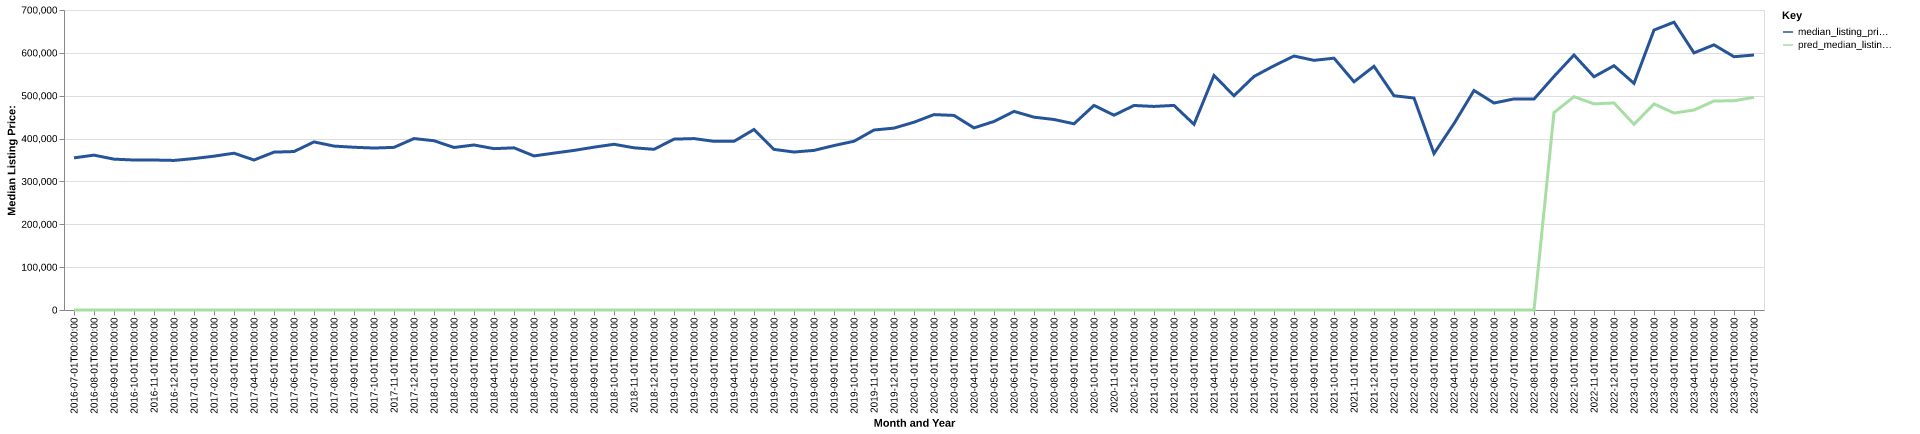 700,000
600,000
500,000
400,000
300,000
200,000
100,000
0
Median Listing Price:
2016-07-01T00:00:00
2016-08-01T00:00:00
2016-09-01T00:00:00
2016-10-01T00:00:00
2016-11-01T00:00:00
2016-12-01T00:00:00
2017-01-01T00:00:00
2017-02-01T00:00:00
2017-03-01T00:00:00
2017-04-01T00:00:00
2017-05-01T00:00:00
2017-06-01T00:00:00
2017-07-01T00:00:00
2017-08-01T00:00:00
2017-09-01T00:00:00
2017-10-01T00:00:00
2017-11-01T00:00:00
2017-12-01T00:00:00
2018-01-01T00:00:00
2018-02-01T00:00:00
2018-03-01T00:00:00
2018-04-01T00:00:00
2018-05-01T00:00:00
2018-06-01T00:00:00
2018-07-01T00:00:00
2018-08-01T00:00:00
2018-09-01T00:00:00
2018-10-01T00:00:00
2018-11-01T00:00:00
2018-12-01T00:00:00
2019-01-01T00:00:00
2019-02-01T00:00:00
2019-03-01T00:00:00
2019-04-01T00:00:00
2019-05-01T00:00:00
2019-06-01T00:00:00
2019-07-01T00:00:00
2019-08-01T00:00:00
2019-09-01T00:00:00
2019-10-01T00:00:00
2019-11-01T00:00:00
2019-12-01T00:00:00
2020-01-01T00:00:00
2020-02-01T00:00:00
2020-03-01T00:00:00
2020-04-01T00:00:00
2020-05-01T00:00:00
2020-06-01T00:00:00
2020-07-01T00:00:00
2020-08-01T00:00:00
2020-09-01T00:00:00
2020-10-01T00:00:00
2020-11-01T00:00:00
2020-12-01T00:00:00
2021-01-01T00:00:00
2021-02-01T00:00:00
2021-03-01T00:00:00
2021-04-01T00:00:00
2021-05-01T00:00:00
2021-06-01T00:00:00
2021-07-01T00:00:00
2021-08-01T00:00:00
2021-09-01T00:00:00
2021-10-01T00:00:00
2021-11-01T00:00:00
2021-12-01T00:00:00
2022-01-01T00:00:00
2022-02-01T00:00:00
2022-03-01T00:00:00
2022-04-01T00:00:00
2022-05-01T00:00:00
2022-06-01T00:00:00
2022-07-01T00:00:00
2022-08-01T00:00:00
2022-09-01T00:00:00
2022-10-01T00:00:00
2022-11-01T00:00:00
2022-12-01T00:00:00
2023-01-01T00:00:00
2023-02-01T00:00:00
2023-03-01T00:00:00
2023-04-01T00:00:00
2023-05-01T00:00:00
2023-06-01T00:00:00
2023-07-01T00:00:00
Month and Year
Key
median_listing_pri…
pred_median_listin…